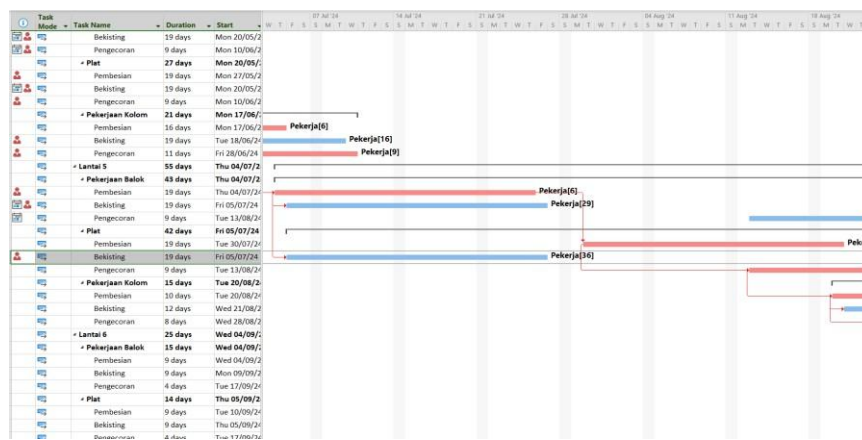 Task Mode Task Name Duration Start 07 Jul '24 14 Jul '24 21 Jul '24 28 Jul '24 04 Aug '24 11 Aug '24 18 Aug '24
W T F S S M T W T F S S M T W T F S S M T W T F S S M T W T F S S M T W T F S S M T W T F S S M T W T F S
Bekisting 19 days Mon 20/05/2
Pengecoran 9 days Mon 10/06/2
Plat 27 days Mon 20/05/
Pembesian 19 days Mon 27/05/2
Bekisting 19 days Mon 20/05/2
Pengecoran 9 days Mon 10/06/2
Pekerjaan Kolom 21 days Mon 17/06/
Pembesian 16 days Mon 17/06/2 Pekerja[6]
Bekisting 19 days Tue 18/06/24 Pekerja[16]
Pengecoran 11 days Fri 28/06/24 Pekerja[9]
Lantai 5 55 days Thu 04/07/2
Pekerjaan Balok 43 days Thu 04/07/2
Pembesian 19 days Thu 04/07/24 Pekerja[6]
Bekisting 19 days Fri 05/07/24 Pekerja[29]
Pengecoran 9 days Tue 13/08/24
Plat 42 days Fri 05/07/24
Pembesian 19 days Tue 30/07/24 Pek
Bekisting 19 days Fri 05/07/24 Pekerja[36]
Pengecoran 9 days Tue 13/08/24
Pekerjaan Kolom 15 days Tue 20/08/2
Pembesian 10 days Tue 20/08/24
Bekisting 12 days Wed 21/08/2
Pengecoran 8 days Wed 28/08/2
Lantai 6 25 days Wed 04/09/
Pekerjaan Balok 15 days Wed 04/09/
Pembesian 9 days Wed 04/09/2
Bekisting 9 days Mon 09/09/2
Pengecoran 4 days Tue 17/09/24
Plat 14 days Thu 05/09/2
Pembesian 9 days Tue 10/09/24
Bekisting 9 days Thu 05/09/24
Pengecoran 4 days Tue 17/09/24